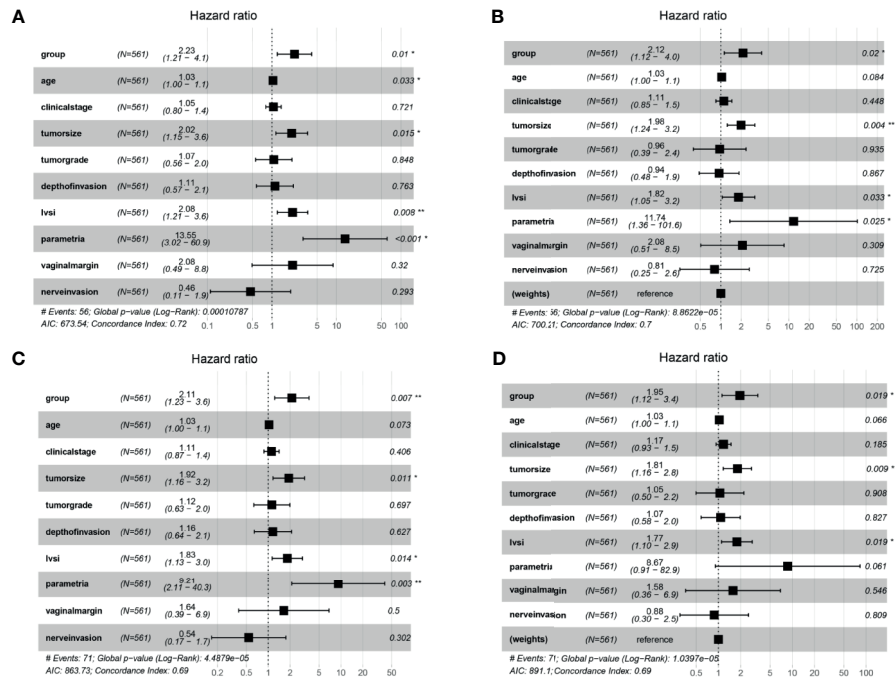 A
Hazard ratio
group (N=561) 2.23 (1.21 − 4.1) 0.01 *
age (N=561) 1.03 (1.00 − 1.1) 0.033 *
clinicalstage (N=561) 1.05 (0.80 − 1.4) 0.721
tumorsize (N=561) 2.02 (1.15 − 3.6) 0.015 *
tumorgrade (N=561) 1.07 (0.56 − 2.0) 0.848
depthofinvasion (N=561) 1.11 (0.57 − 2.1) 0.763
lvsi (N=561) 2.08 (1.21 − 3.6) 0.008 **
parametria (N=561) 13.55 (3.02 − 60.9) <0.001 *
vaginalmargin (N=561) 2.08 (0.49 − 8.8) 0.32
nerveinvasion (N=561) 0.46 (0.11 − 1.9) 0.293
# Events: 56; Global p−value (Log−Rank): 0.00010787
AIC: 673.54; Concordance Index: 0.72
0.1 0.5 1 5 10 50 100
B
Hazard ratio
group (N=561) 2.12 (1.12 − 4.0) 0.02 *
age (N=561) 1.03 (1.00 − 1.1) 0.084
clinicalstage (N=561) 1.11 (0.85 − 1.5) 0.448
tumorsize (N=561) 1.98 (1.24 − 3.2) 0.004 **
tumorgrade (N=561) 0.96 (0.39 − 2.4) 0.935
depthofinvasion (N=561) 0.94 (0.48 − 1.9) 0.867
lvsi (N=561) 1.82 (1.05 − 3.2) 0.033 *
parametria (N=561) 11.74 (1.36 − 101.6) 0.025 *
vaginalmargin (N=561) 2.08 (0.51 − 8.5) 0.309
nerveinvasion (N=561) 0.81 (0.25 − 2.6) 0.725
(weights) (N=561) reference
# Events: 56; Global p−value (Log−Rank): 8.8622e−05
AIC: 700.21; Concordance Index: 0.7
0.5 1 2 5 10 20 50 100 200
C
Hazard ratio
group (N=561) 2.11 (1.23 − 3.6) 0.007 **
age (N=561) 1.03 (1.00 − 1.1) 0.073
clinicalstage (N=561) 1.11 (0.87 − 1.4) 0.406
tumorsize (N=561) 1.92 (1.16 − 3.2) 0.011 *
tumorgrade (N=561) 1.12 (0.63 − 2.0) 0.697
depthofinvasion (N=561) 1.16 (0.64 − 2.1) 0.627
lvsi (N=561) 1.83 (1.13 − 3.0) 0.014 *
parametria (N=561) 9.21 (2.11 − 40.3) 0.003 **
vaginalmargin (N=561) 1.64 (0.39 − 6.9) 0.5
nerveinvasion (N=561) 0.54 (0.17 − 1.7) 0.302
# Events: 71; Global p−value (Log−Rank): 4.4879e−05
AIC: 863.73; Concordance Index: 0.69
0.2 0.5 1 2 5 10 20 50
D
Hazard ratio
group (N=561) 1.95 (1.12 − 3.4) 0.019 *
age (N=561) 1.03 (1.00 − 1.1) 0.066
clinicalstage (N=561) 1.17 (0.93 − 1.5) 0.185
tumorsize (N=561) 1.81 (1.16 − 2.8) 0.009 *
tumorgrace (N=561) 1.05 (0.50 − 2.2) 0.908
depthofinvasion (N=561) 1.07 (0.58 − 2.0) 0.827
lvsi (N=561) 1.77 (1.10 − 2.9) 0.019 *
parametria (N=561) 8.67 (0.91 − 82.9) 0.061
vaginalmargin (N=561) 1.58 (0.36 − 6.9) 0.546
nerveinvasion (N=561) 0.88 (0.30 − 2.5) 0.809
(weights) (N=561) reference
# Events: 71; Global p−value (Log−Rank): 1.0397e−05
AIC: 891.1; Concordance Index: 0.69
0.5 1 2 5 10 20 50 100